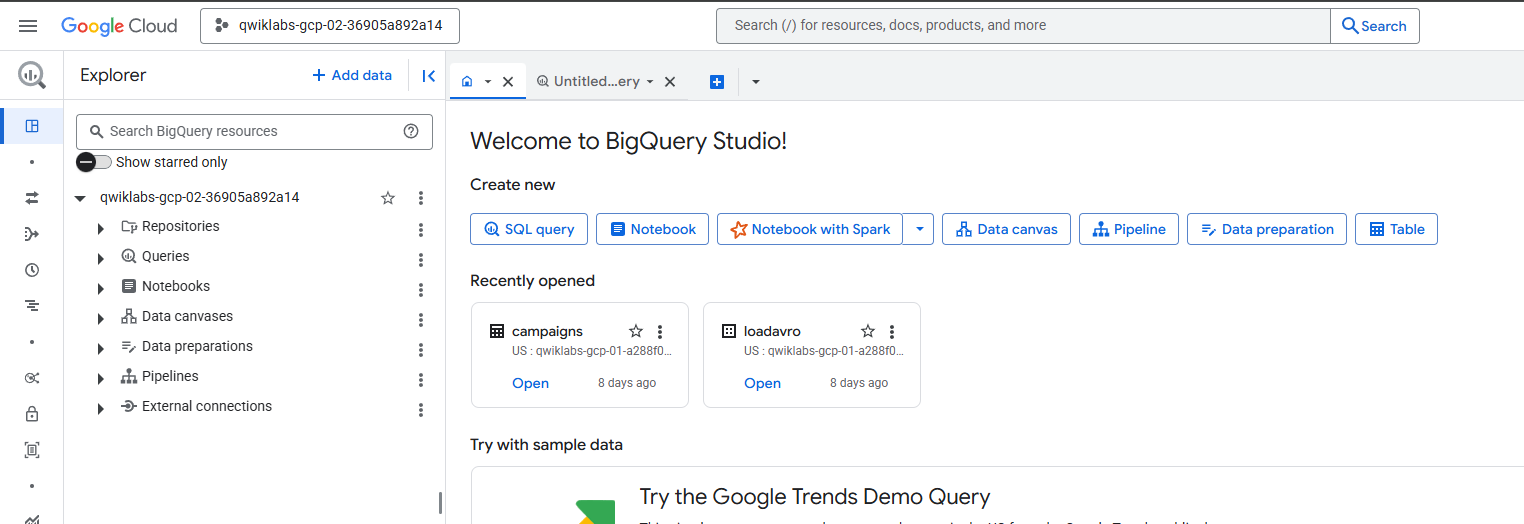 Google Cloud
qwiklabs-gcp-02-36905a892a14
Search (/) for resources, docs, products, and more
Search
Explorer
+ Add data
Search BigQuery resources
Show starred only
qwiklabs-gcp-02-36905a892a14
Repositories
Queries
Notebooks
Data canvases
Data preparations
Pipelines
External connections
Untitled...ery
Welcome to BigQuery Studio!
Create new
SQL query
Notebook
Notebook with Spark
Data canvas
Pipeline
Data preparation
Table
Recently opened
campaigns
US : qwiklabs-gcp-01-a288f0...
Open
8 days ago
loadavro
US : qwiklabs-gcp-01-a288f0...
Open
8 days ago
Try with sample data
Try the Google Trends Demo Query